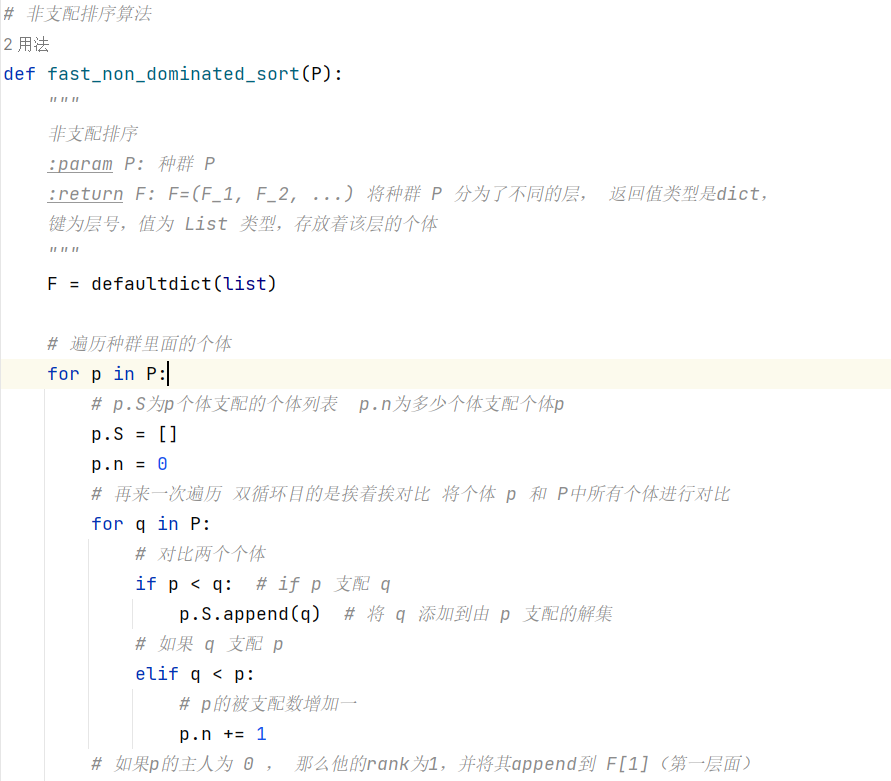 # 非支配排序算法
2 用法
def fast_non_dominated_sort(P):
"""
非支配排序
:param P: 种群 P
:return F: F=(F_1, F_2, ...) 将种群 P 分为了不同的层， 返回值类型是dict，
键为层号，值为 List 类型，存放着该层的个体
"""
F = defaultdict(list)
# 遍历种群里面的个体
for p in P:
# p.S为p个体支配的个体列表 p.n为多少个体支配个体p
p.S = []
p.n = 0
# 再来一次遍历 双循环目的是挨着挨对比 将个体 p 和 P中所有个体进行对比
for q in P:
# 对比两个个体
if p < q: # if p 支配 q
p.S.append(q) # 将 q 添加到由 p 支配的解集
# 如果 q 支配 p
elif q < p:
# p的被支配数增加一
p.n += 1
# 如果p的主人为 0 ， 那么他的rank为1，并将其append到 F[1]（第一层面）